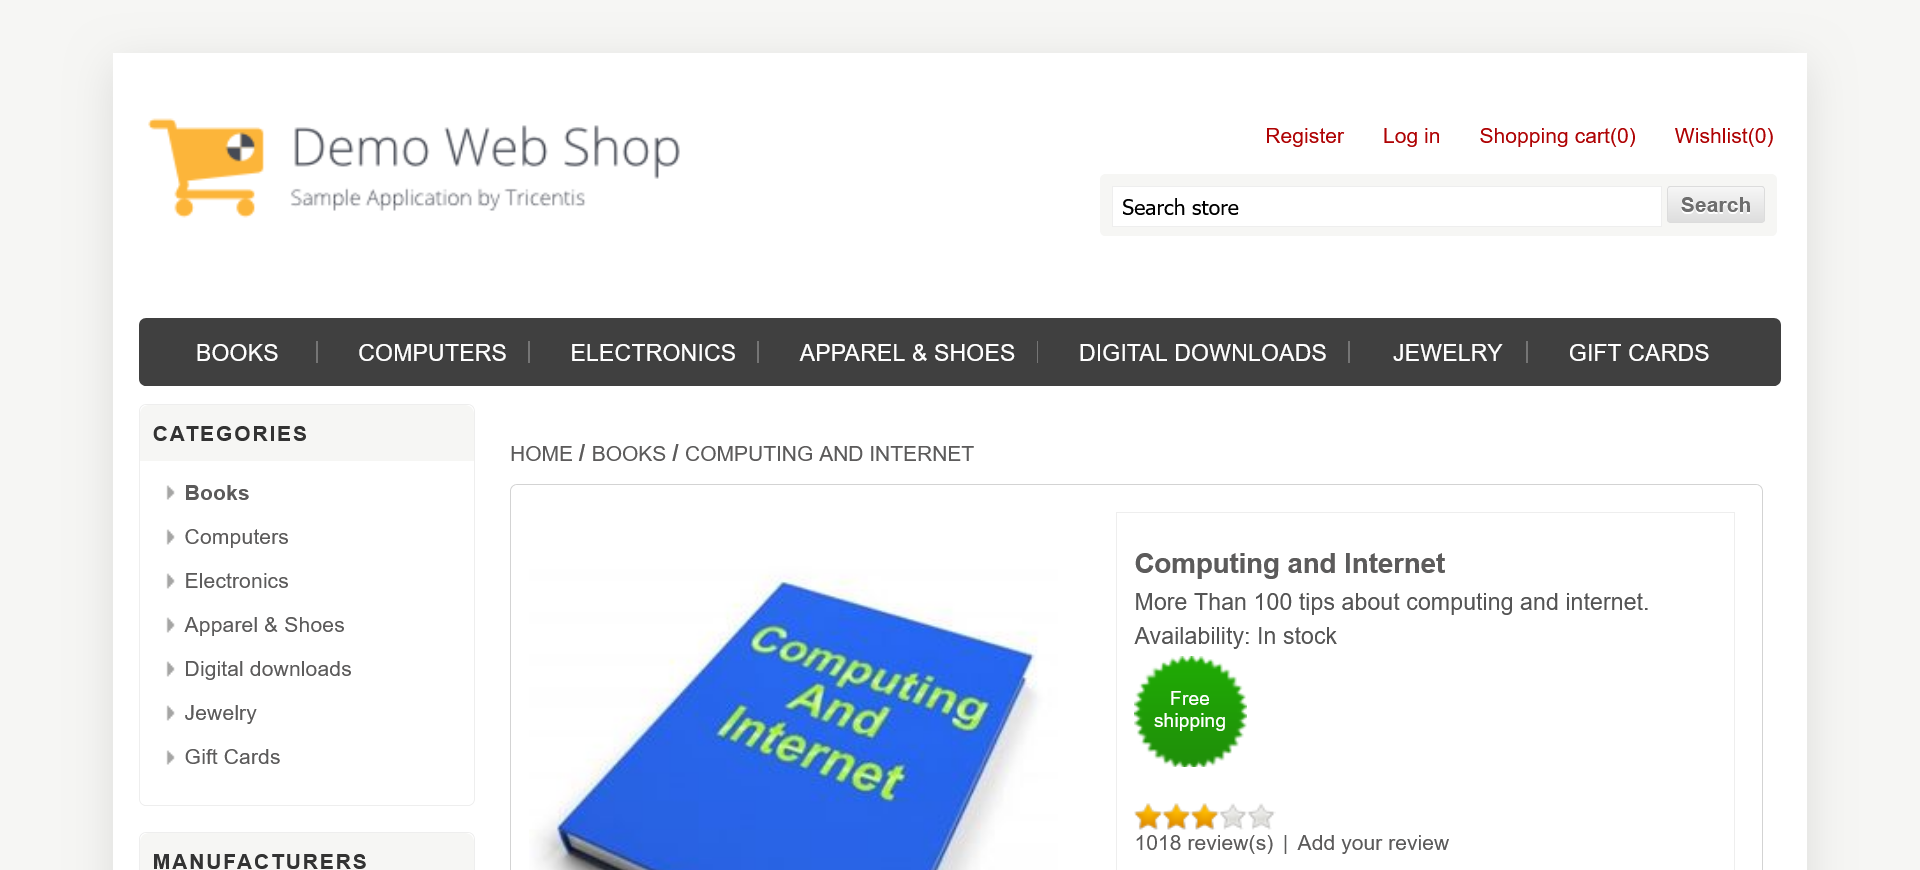 Demo Web Shop
Sample Application by Tricentis
Register Log in Shopping cart(0) Wishlist(0)
Search store Search
BOOKS COMPUTERS ELECTRONICS APPAREL & SHOES DIGITAL DOWNLOADS JEWELRY GIFT CARDS
CATEGORIES
Books
Computers
Electronics
Apparel & Shoes
Digital downloads
Jewelry
Gift Cards
MANUFACTURERS
HOME / BOOKS / COMPUTING AND INTERNET
Computing
And
Internet
Computing and Internet
More Than 100 tips about computing and internet.
Availability: In stock
Free
shipping
1018 review(s) | Add your review